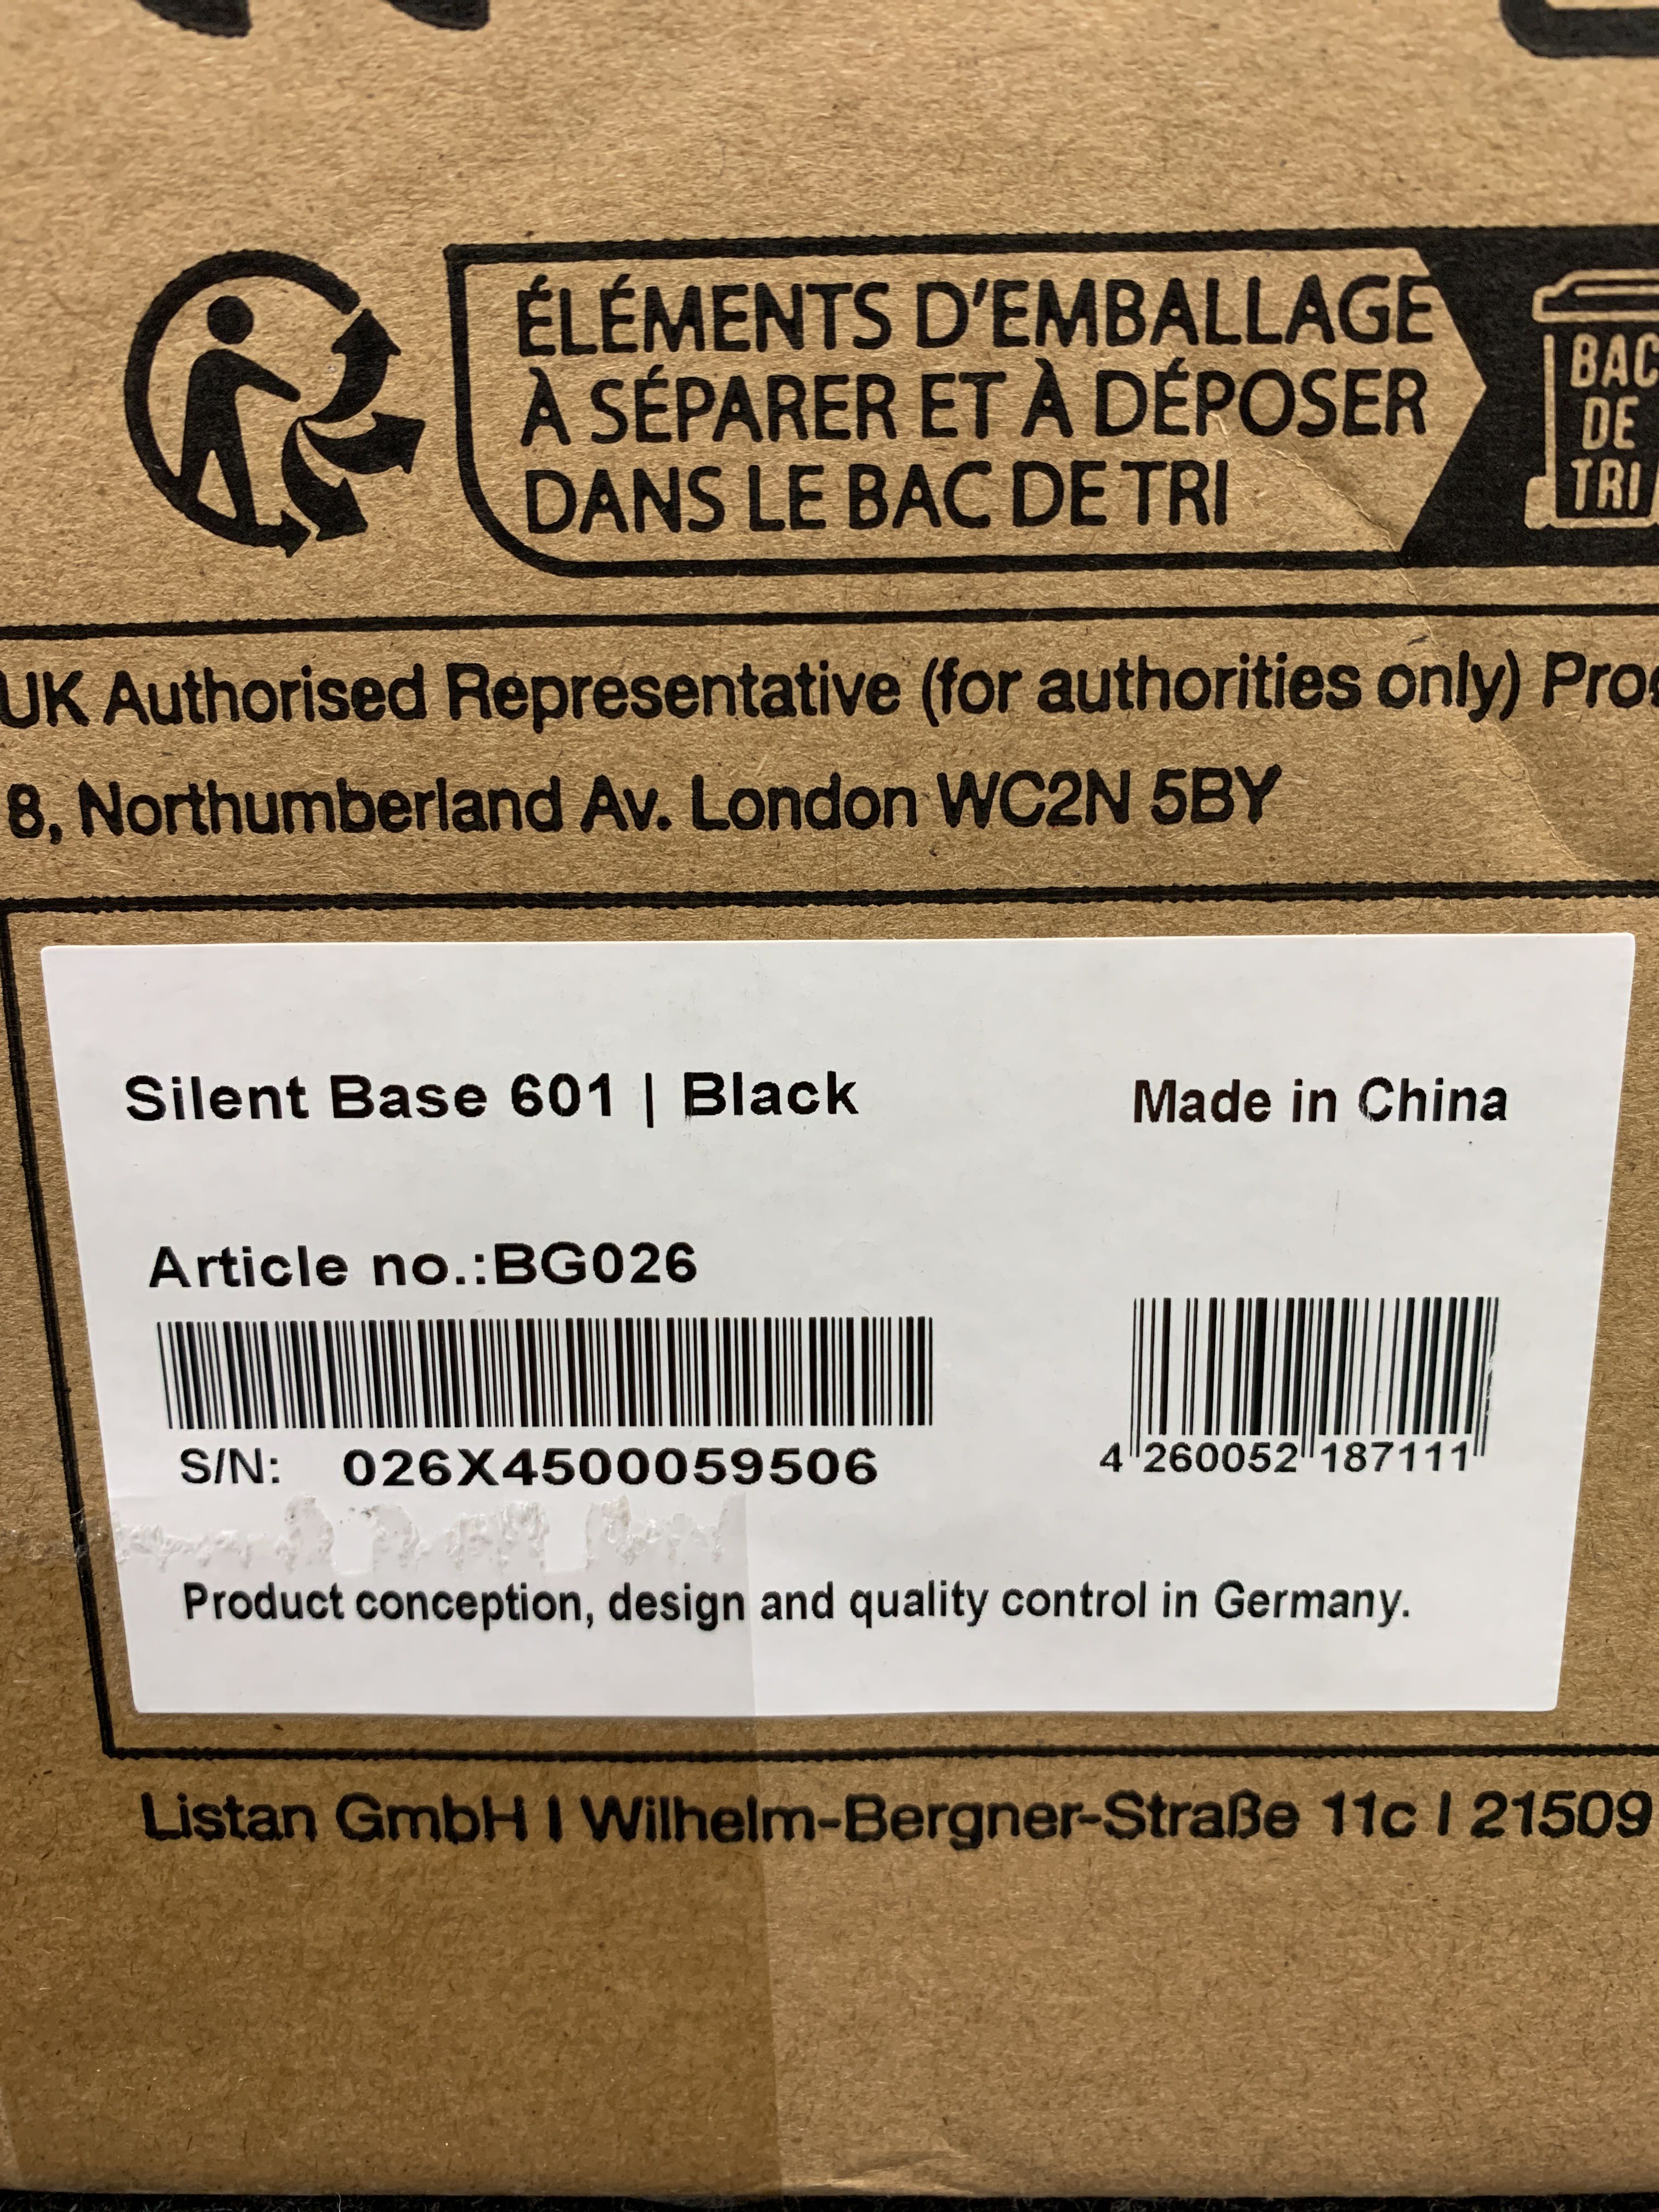 ÉLÉMENTS D'EMBALLAGE
À SÉPARER ET À DÉPOSER
DANS LE BAC DE TRI
BAC
DE
TRI
UK Authorised Representative (for authorities only)
8, Northumberland Av. London WC2N 5BY
Silent Base 601 | Black
Made in China
Article no.:BG026
S/N: 026X4500059506
4 260052 187111
Product conception, design and quality control in Germany.
Listan GmbH I Wilhelm-Bergner-Straße 11c I 21509